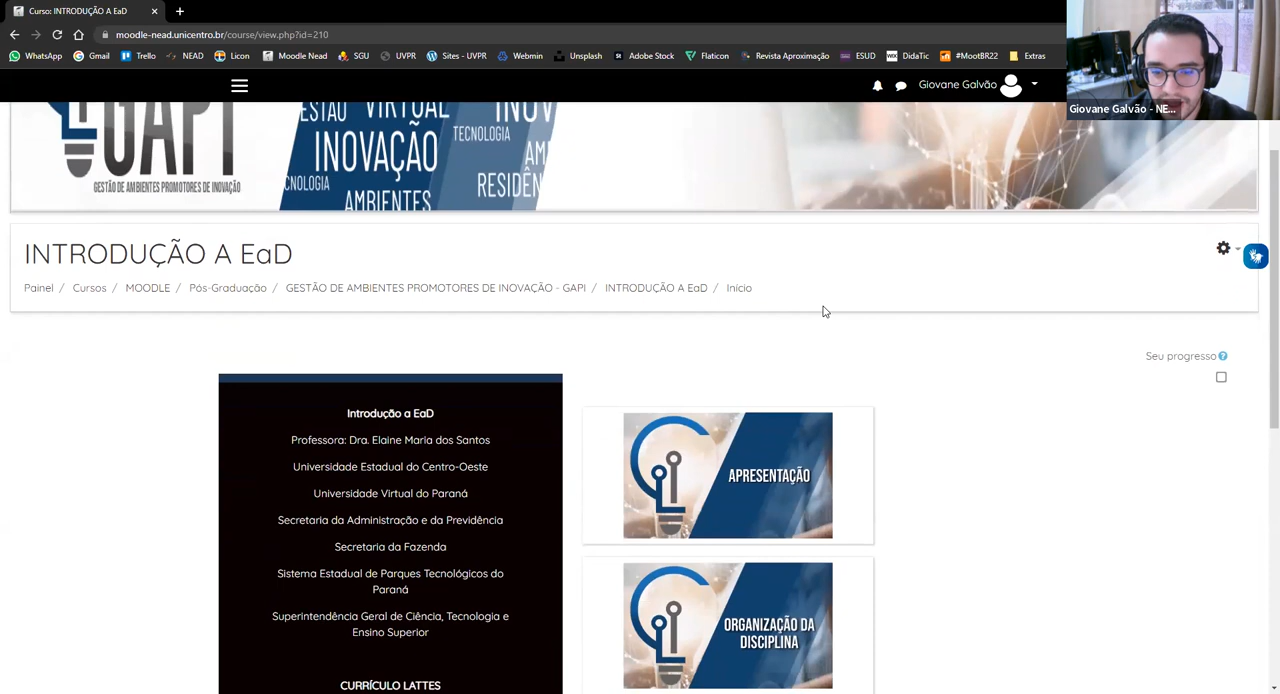 Curso: INTRODUÇÃO A EaD
moodle-nead.unicentro.br/course/view.php?id=210
WhatsApp Gmail Trello NEAD Licon Moodle Nead SGU UVPR Sites - UVPR Webmin Unsplash Adobe Stock Flaticon Revista Aproximação ESUD DidaTic #MootBR22 Extras
Giovane Galvão
Giovane Galvão - NE...
GAPI
GESTÃO DE AMBIENTES PROMOTORES DE INOVAÇÃO
GESTÃO VIRTUAL
INOVAÇÃO
TECNOLOGIA
AMBIENTES
INTRODUÇÃO A EaD
Painel / Cursos / MOODLE / Pós-Graduação / GESTÃO DE AMBIENTES PROMOTORES DE INOVAÇÃO - GAPI / INTRODUÇÃO A EaD / Início
Seu progresso
Introdução a EaD
Professora: Dra. Elaine Maria dos Santos
Universidade Estadual do Centro-Oeste
Universidade Virtual do Paraná
Secretaria da Administração e da Previdência
Secretaria da Fazenda
Sistema Estadual de Parques Tecnológicos do
Paraná
Superintendência Geral de Ciência, Tecnologia e
Ensino Superior
CURRÍCULO LATTES
APRESENTAÇÃO
ORGANIZAÇÃO DA
DISCIPLINA